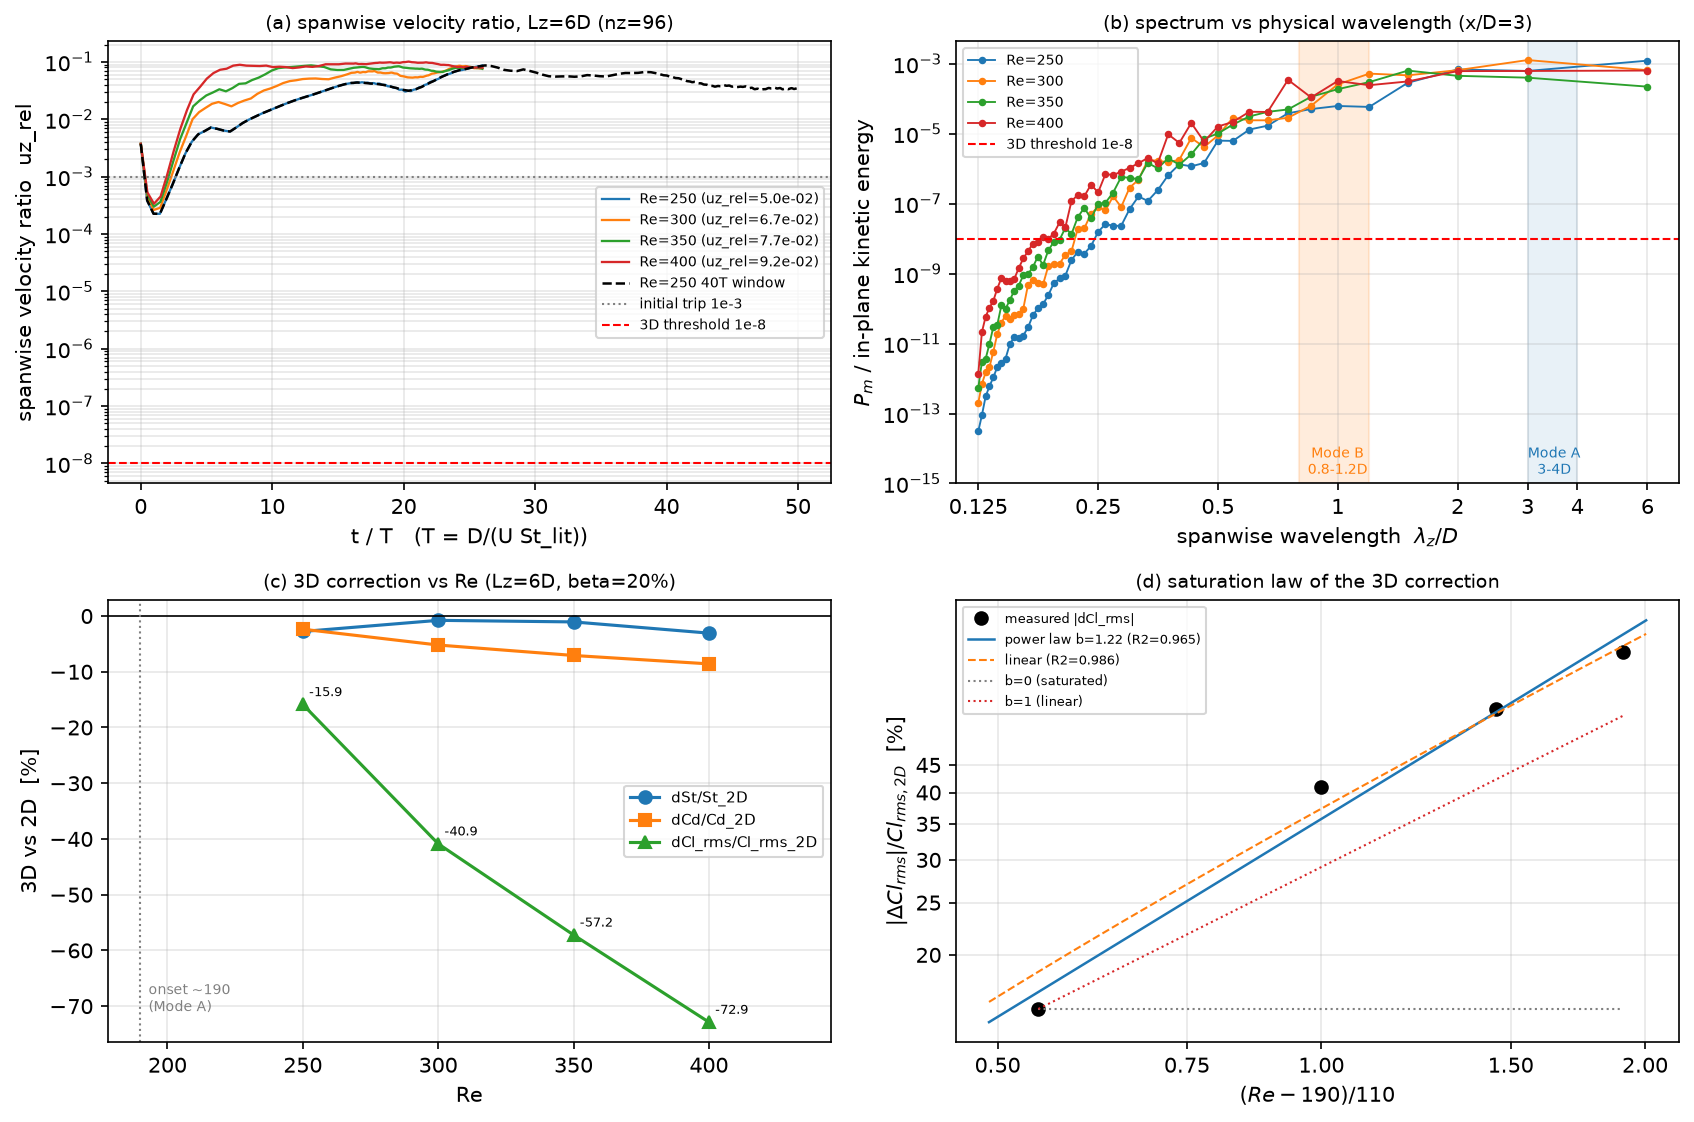 (a) spanwise velocity ratio, Lz=6D (nz=96)
10⁻¹
10⁻²
10⁻³
10⁻⁴
10⁻⁵
10⁻⁶
10⁻⁷
10⁻⁸
spanwise velocity ratio  uz_rel
Re=250 (uz_rel=5.0e-02)
Re=300 (uz_rel=6.7e-02)
Re=350 (uz_rel=7.7e-02)
Re=400 (uz_rel=9.2e-02)
Re=250 40T window
initial trip 1e-3
3D threshold 1e-8
0 10 20 30 40 50
t / T   (T = D/(U St_lit))
(b) spectrum vs physical wavelength (x/D=3)
Re=250
Re=300
Re=350
Re=400
3D threshold 1e-8
10⁻³
10⁻⁵
10⁻⁷
10⁻⁹
10⁻¹¹
10⁻¹³
10⁻¹⁵
Pₘ / in-plane kinetic energy
Mode B
0.8-1.2D
Mode A
3-4D
0.125 0.25 0.5 1 2 3 4 6
spanwise wavelength  λ_z/D
(c) 3D correction vs Re (Lz=6D, beta=20%)
0
−10
−20
−30
−40
−50
−60
−70
3D vs 2D  [%]
-15.9
-40.9
-57.2
-72.9
dSt/St_2D
dCd/Cd_2D
dCl_rms/Cl_rms_2D
onset ~190
(Mode A)
200 250 300 350 400
Re
(d) saturation law of the 3D correction
measured |dCl_rms|
power law b=1.22 (R2=0.965)
linear (R2=0.986)
b=0 (saturated)
b=1 (linear)
45
40
35
30
25
20
|ΔCl_rms|/Cl_rms,2D  [%]
0.50 0.75 1.00 1.50 2.00
(Re − 190)/110